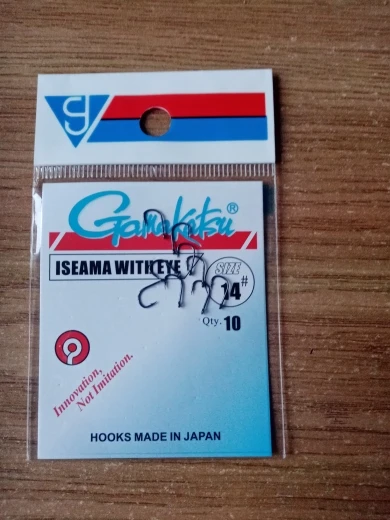 Gamakatsu®
ISEAMA WITH EYE
SIZE
14#
Qty. 10
Innovation,
Not Imitation.
HOOKS MADE IN JAPAN